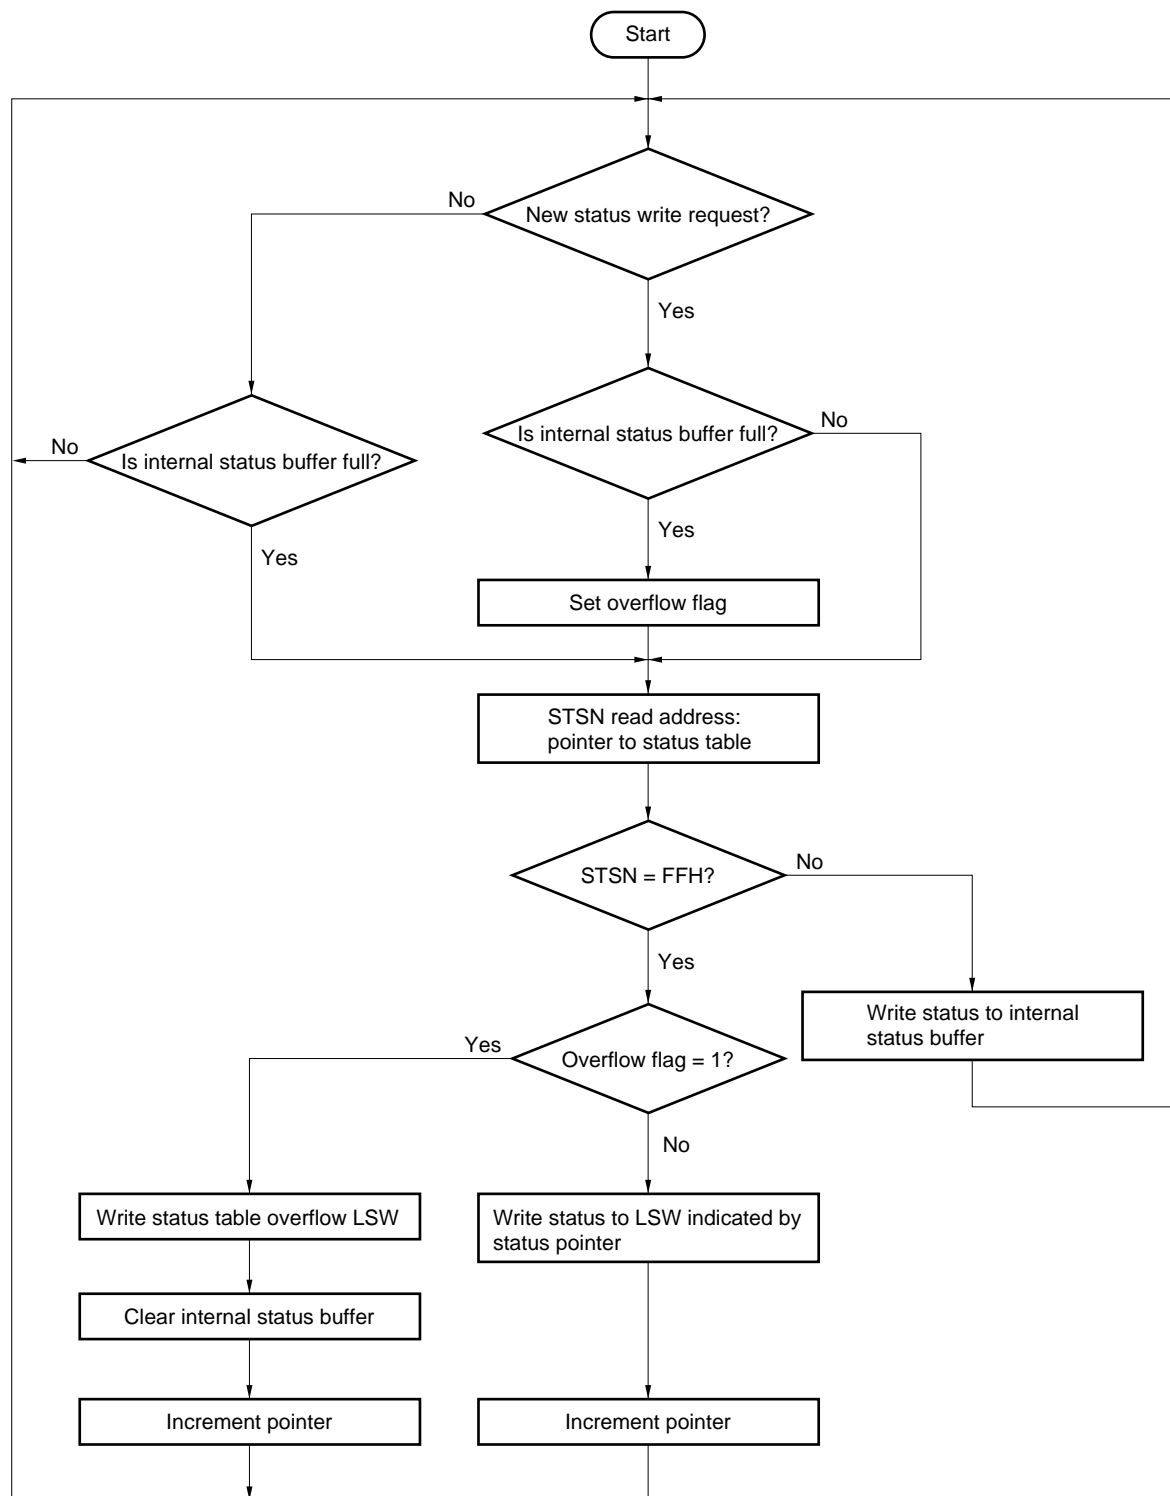 Start
No
New status write request?
Yes
No
Is internal status buffer full?
Is internal status buffer full?
No
Yes
Yes
Set overflow flag
STSN read address:
pointer to status table
STSN = FFH?
No
Yes
Write status to internal
status buffer
Yes
Overflow flag = 1?
No
Write status table overflow LSW
Write status to LSW indicated by
status pointer
Clear internal status buffer
Increment pointer
Increment pointer